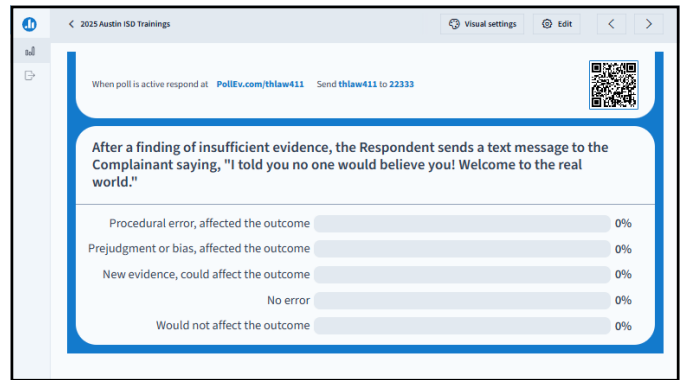 2025 Austin ISD Trainings
Visual settings
Edit
When poll is active respond at PollEv.com/thlaw411 Send thlaw411 to 22333
After a finding of insufficient evidence, the Respondent sends a text message to the
Complainant saying, "I told you no one would believe you! Welcome to the real
world."
Procedural error, affected the outcome 0%
Prejudgment or bias, affected the outcome 0%
New evidence, could affect the outcome 0%
No error 0%
Would not affect the outcome 0%